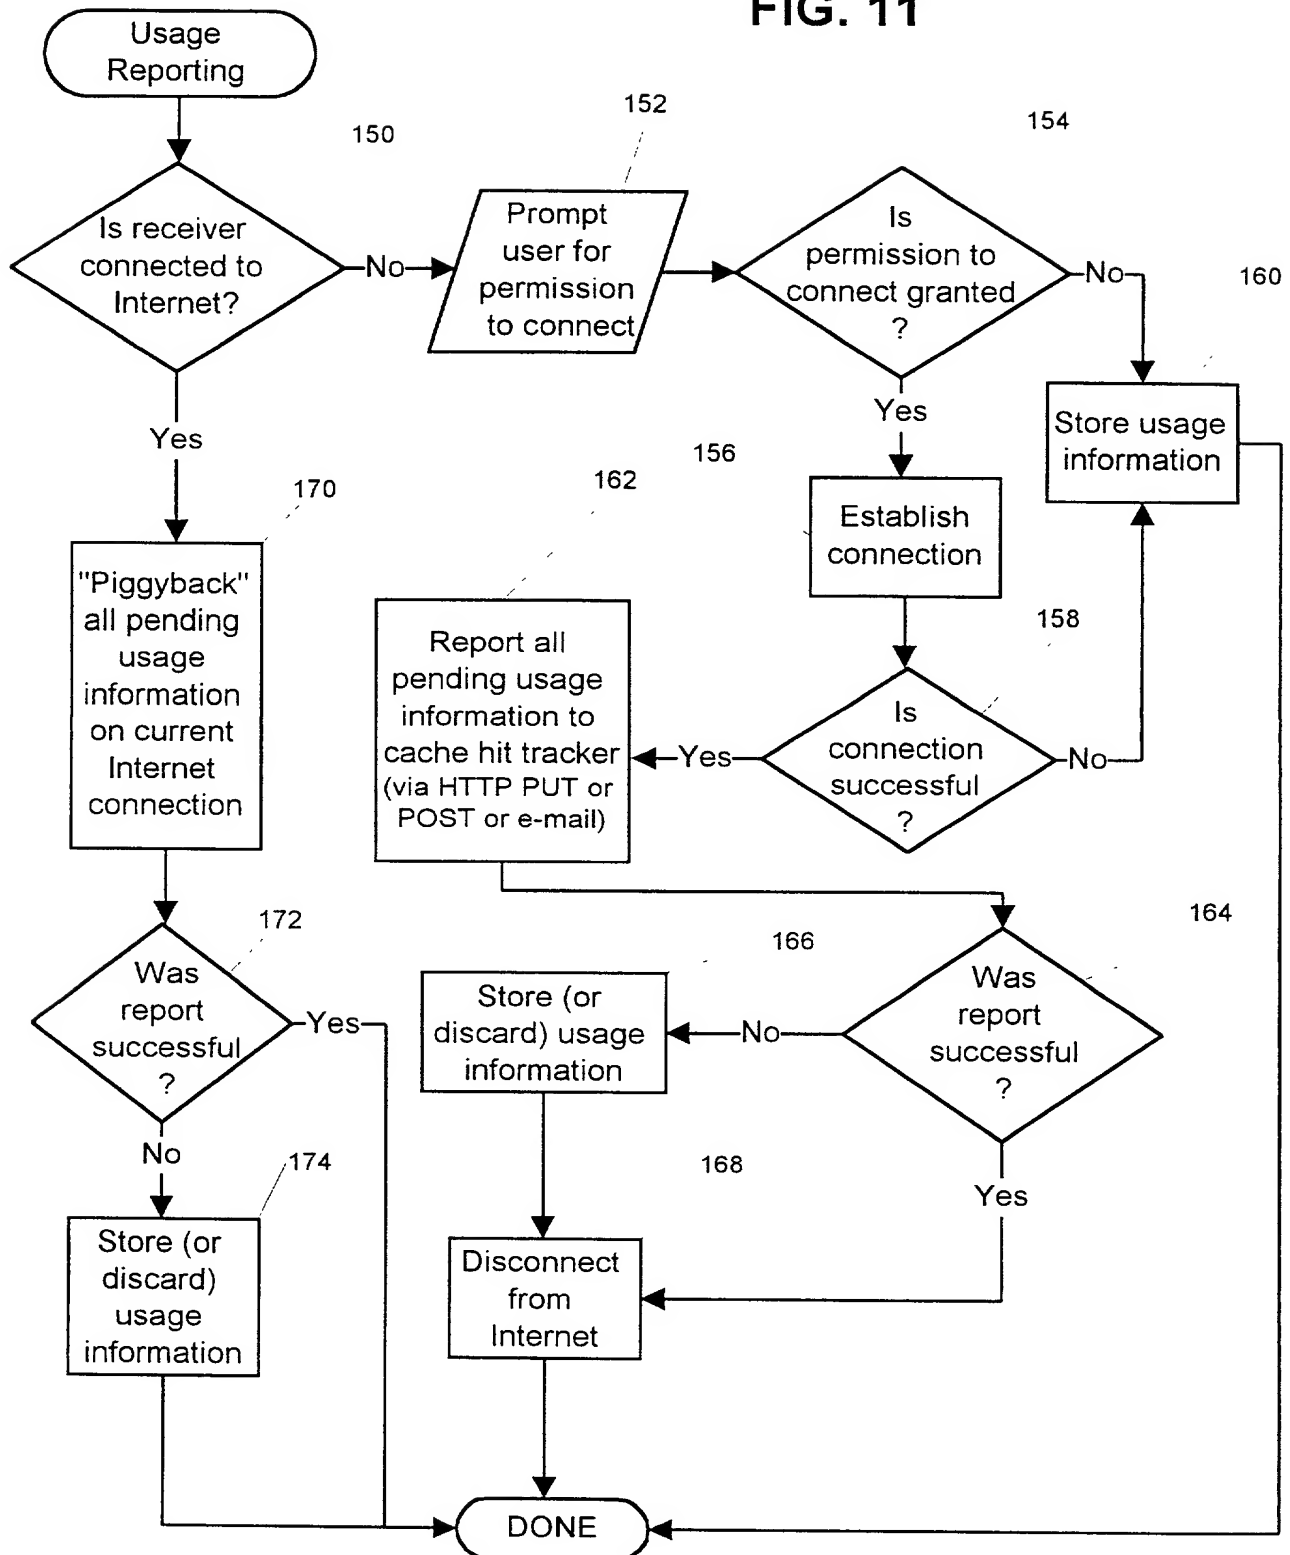 FIG. 11
Usage
Reporting
150
152
154
Is receiver
connected to
Internet?
No
Prompt
user for
permission
to connect
Is
permission to
connect granted
?
No
160
Yes
Yes
Store usage
information
156
162
170
Establish
connection
"Piggyback"
all pending
usage
information
on current
Internet
connection
Report all
pending usage
information to
cache hit tracker
(via HTTP PUT or
POST or e-mail)
158
Is
connection
successful
?
Yes
No
172
166
164
Was
report
successful
?
Yes
Store (or
discard) usage
information
No
Was
report
successful
?
No
174
168
Yes
Store (or
discard)
usage
information
Disconnect
from
Internet
DONE